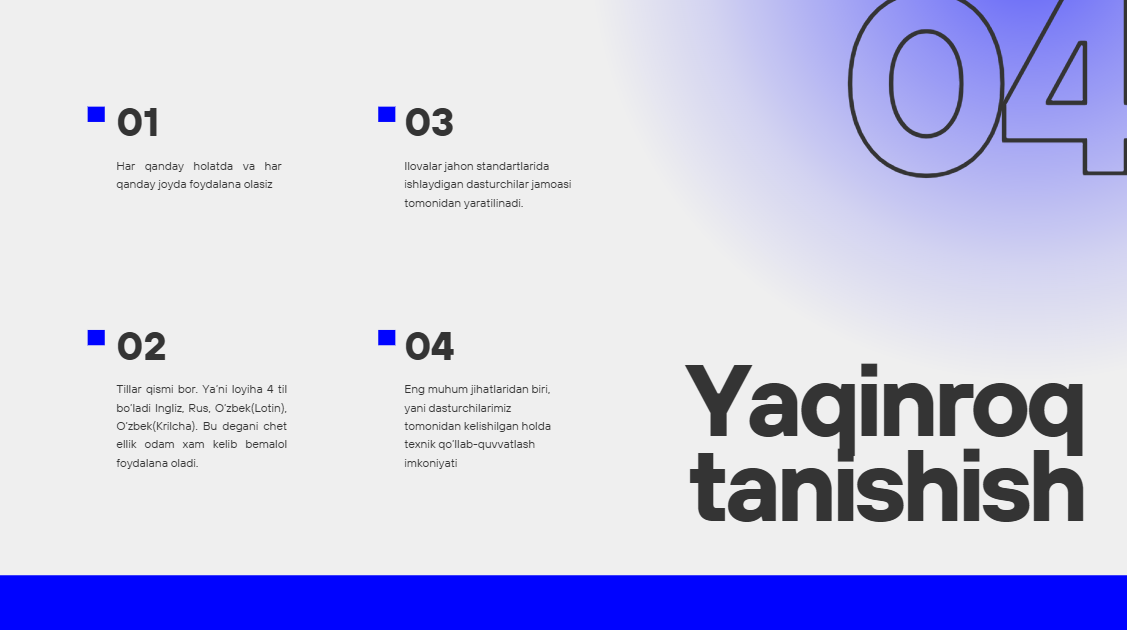 04
01
Har qanday holatda va har
qanday joyda foydalana olasiz
03
Ilovalar jahon standartlarida
ishlaydigan dasturchilar jamoasi
tomonidan yaratilinadi.
02
Tillar qismi bor. Ya'ni loyiha 4 til
bo'ladi Ingliz, Rus, O'zbek(Lotin),
O'zbek(Krilcha). Bu degani chet
ellik odam xam kelib bemalol
foydalana oladi.
04
Eng muhum jihatlaridan biri,
yani dasturchilarimiz
tomonidan kelishilgan holda
texnik qo'llab-quvvatlash
imkoniyati
Yaqinroq
tanishish